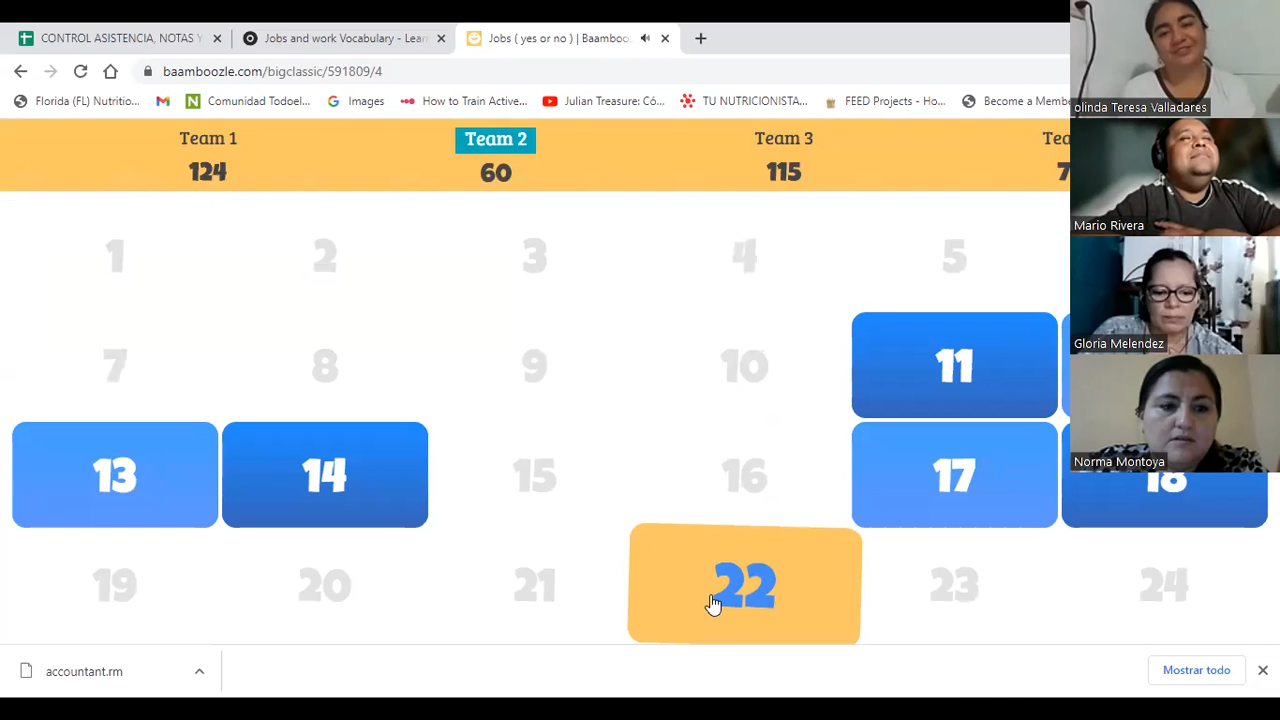 CONTROL ASISTENCIA, NOTAS Y
Jobs and work Vocabulary - Lear
Jobs ( yes or no ) | Baamboo
baamboozle.com/bigclassic/591809/4
Florida (FL) Nutritio...
Comunidad Todoel...
Images
How to Train Active...
Julian Treasure: Có...
TU NUTRICIONISTA...
FEED Projects - Ho...
Become a Membe
Team 1
Team 2
Team 3
Tea
124
60
115
7
1
2
3
4
5
7
8
9
10
11
13
14
15
16
17
18
19
20
21
22
23
24
accountant.rm
Mostrar todo
olinda Teresa Valladares
Mario Rivera
Gloria Melendez
Norma Montoya